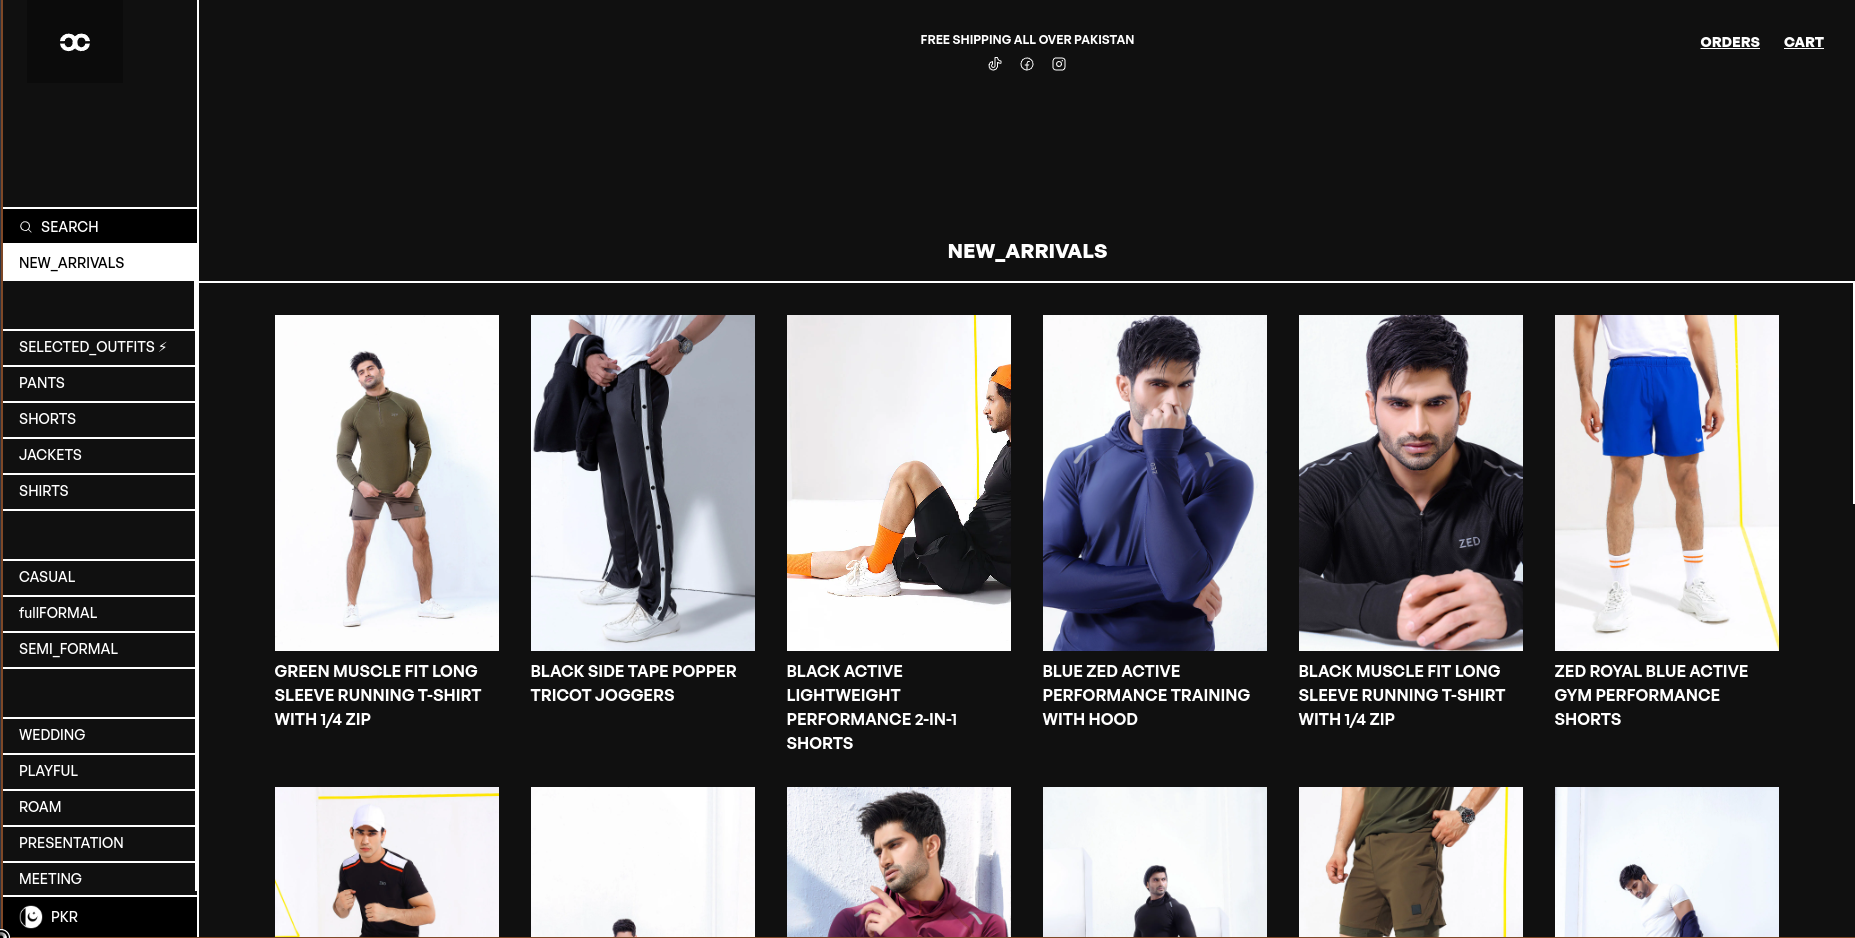 FREE SHIPPING ALL OVER PAKISTAN
ORDERS
CART
SEARCH
NEW_ARRIVALS
SELECTED_OUTFITS ⚡
PANTS
SHORTS
JACKETS
SHIRTS
CASUAL
fullFORMAL
SEMI_FORMAL
WEDDING
PLAYFUL
ROAM
PRESENTATION
MEETING
PKR
NEW_ARRIVALS
ZED
GREEN MUSCLE FIT LONG
SLEEVE RUNNING T-SHIRT
WITH 1/4 ZIP
BLACK SIDE TAPE POPPER
TRICOT JOGGERS
BLACK ACTIVE
LIGHTWEIGHT
PERFORMANCE 2-IN-1
SHORTS
BLUE ZED ACTIVE
PERFORMANCE TRAINING
WITH HOOD
BLACK MUSCLE FIT LONG
SLEEVE RUNNING T-SHIRT
WITH 1/4 ZIP
ZED ROYAL BLUE ACTIVE
GYM PERFORMANCE
SHORTS